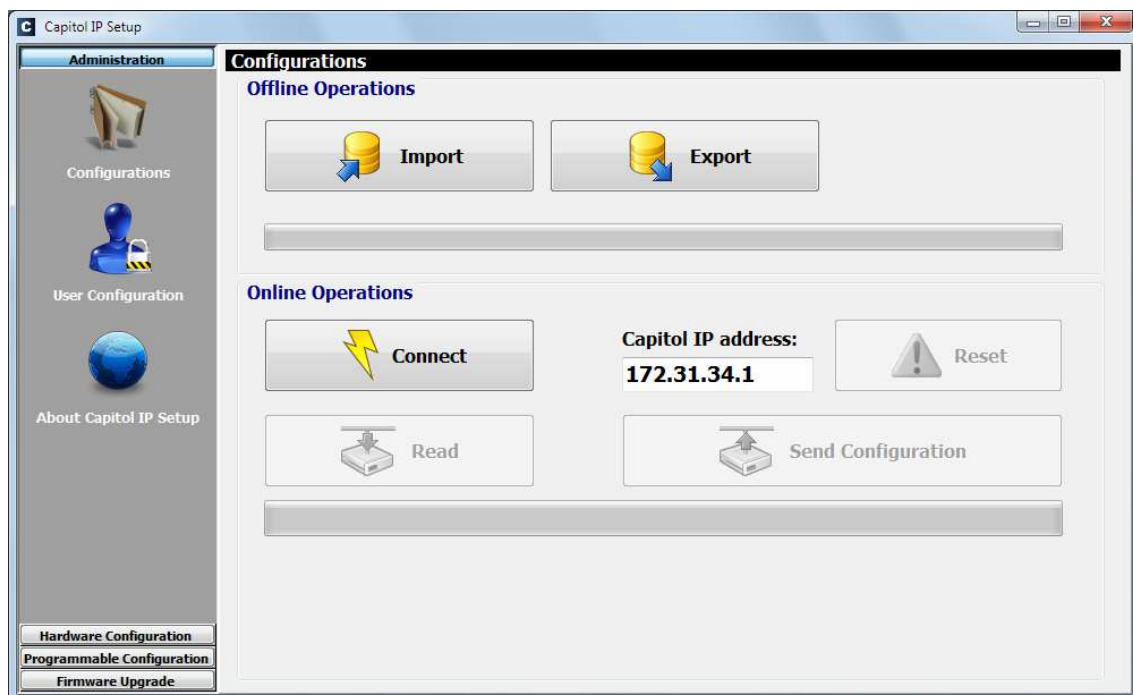 C Capitol IP Setup
Administration
Configurations
User Configuration
About Capitol IP Setup
Hardware Configuration
Programmable Configuration
Firmware Upgrade
Configurations
Offline Operations
Import
Export
Online Operations
Connect
Capitol IP address:
172.31.34.1
Reset
Read
Send Configuration